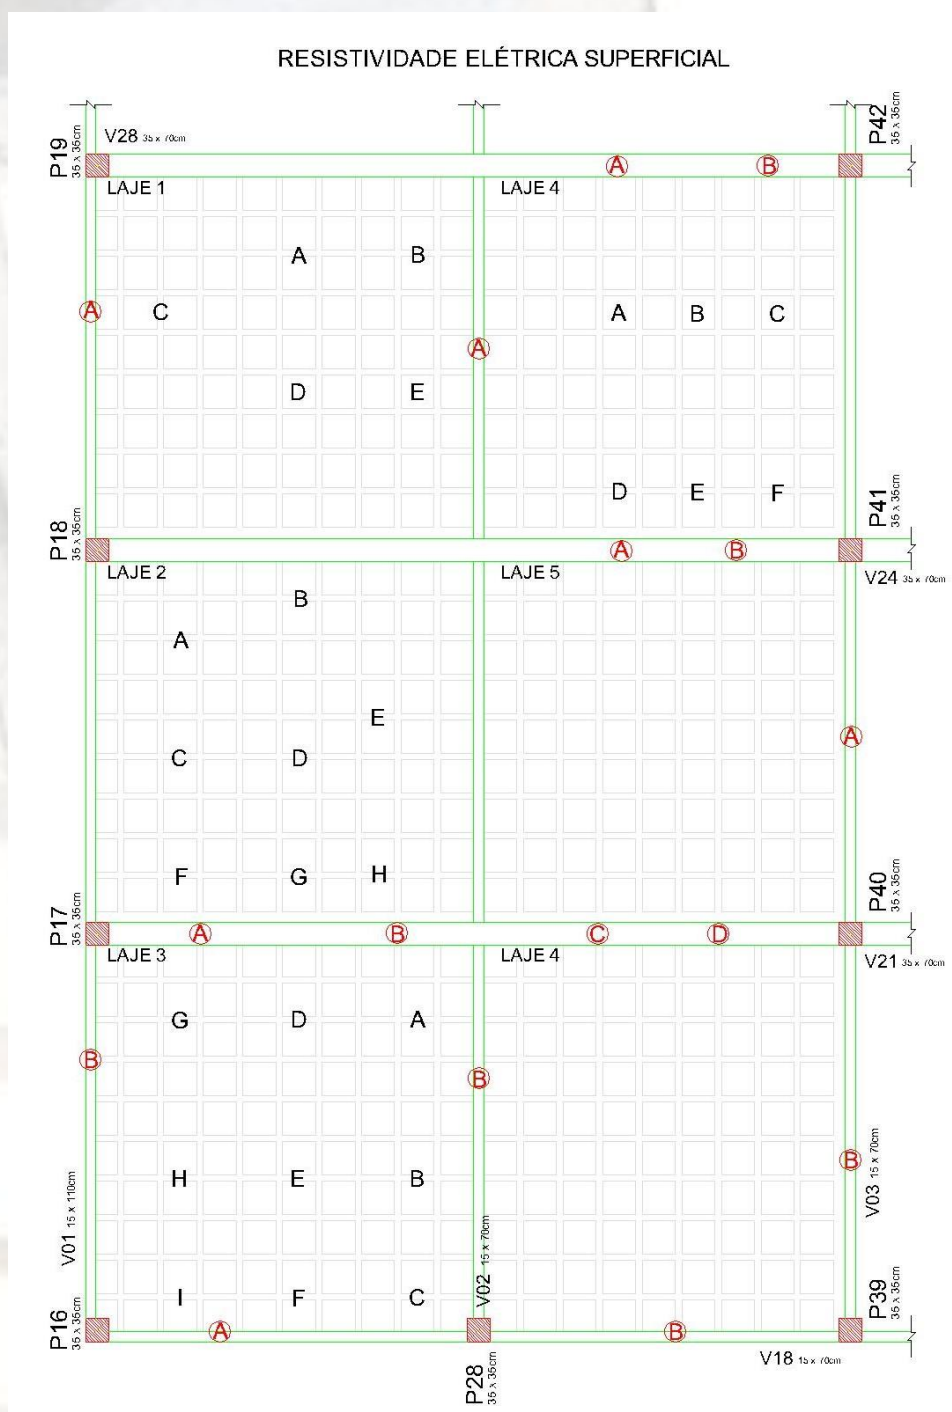 RESISTIVIDADE ELÉTRICA SUPERFICIAL
P19 35 x 35cm
V28 35 x 70cm
P42 35 x 35cm
A B
LAJE 1 LAJE 4
A B
A C
A B C
A
D E
D E F
P18 35 x 35cm
P41 35 x 35cm
A B
LAJE 2 LAJE 5
V24 35 x 70cm
B
A
E
A
C D
F G H
P17 35 x 35cm
P40 35 x 35cm
A B C D
LAJE 3 LAJE 4
V21 35 x 70cm
G D A
B
B
H E B
B
V01 15 x 110cm
V03 15 x 70cm
V02 15 x 70cm
I F C
P16 35 x 35cm
P39 35 x 35cm
A B
V18 15 x 70cm
P28 35 x 35cm